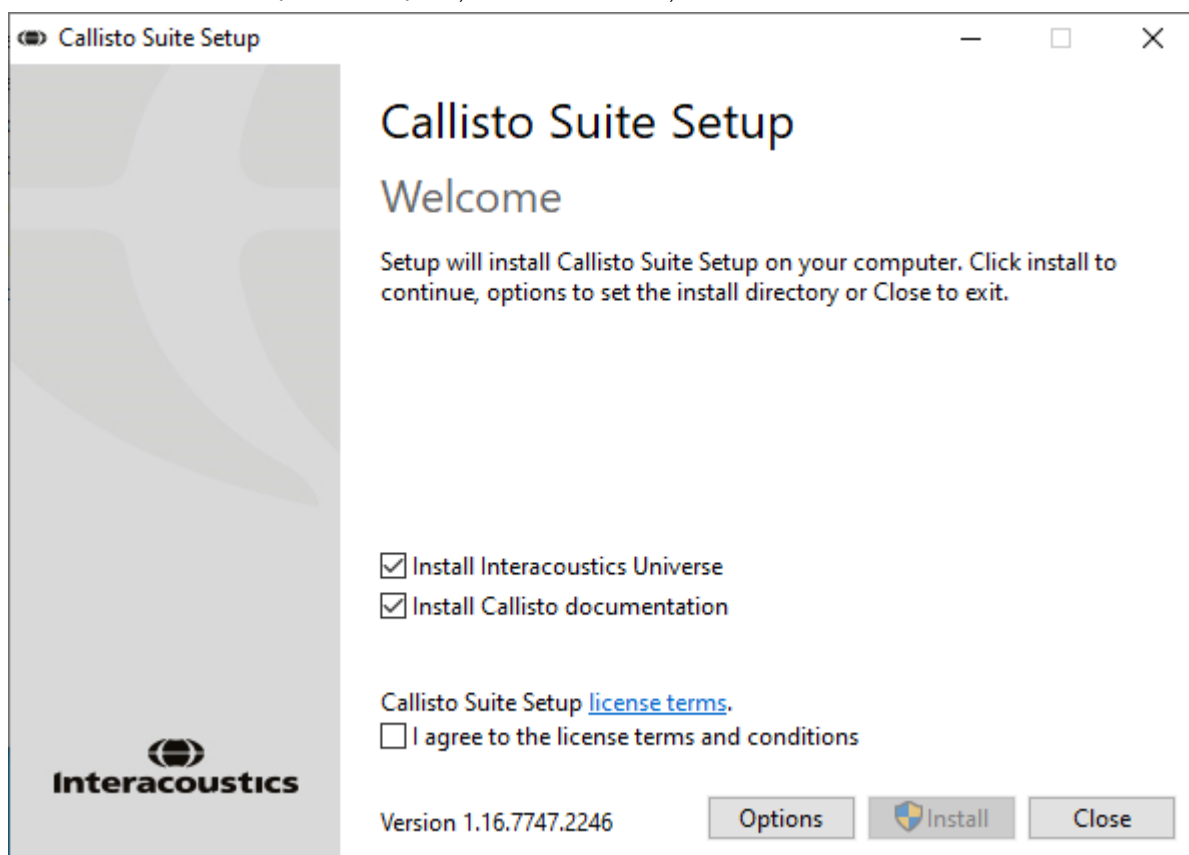 Callisto Suite Setup
Callisto Suite Setup
Welcome
Setup will install Callisto Suite Setup on your computer. Click install to
continue, options to set the install directory or Close to exit.
Install Interacoustics Universe
Install Callisto documentation
Callisto Suite Setup license terms.
I agree to the license terms and conditions
Interacoustics
Version 1.16.7747.2246
Options
Install
Close